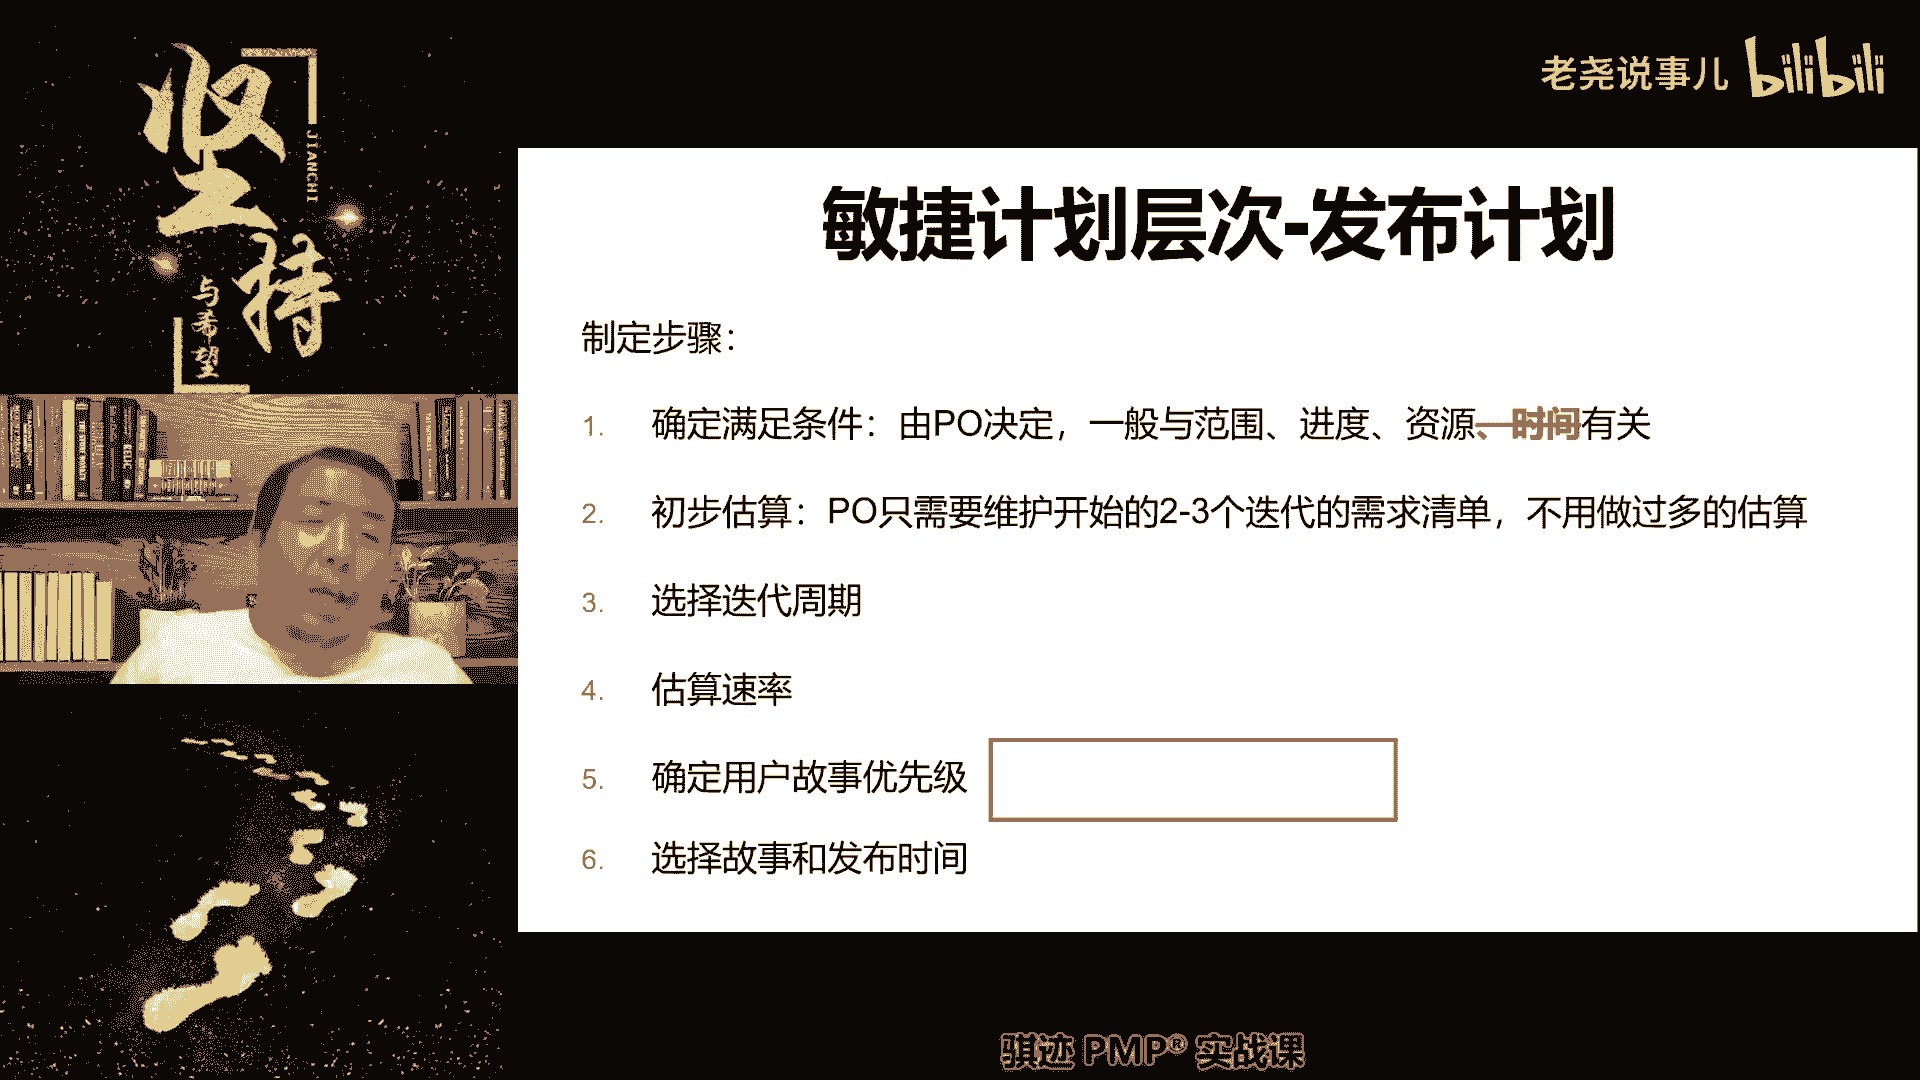 坚持
JIANCHI
与希望
老尧说事儿 bilibili
敏捷计划层次-发布计划
制定步骤：
1. 确定满足条件：由PO决定，一般与范围、进度、资源、时间有关
2. 初步估算：PO只需要维护开始的2-3个迭代的需求清单，不用做过多的估算
3. 选择迭代周期
4. 估算速率
5. 确定用户故事优先级
6. 选择故事和发布时间
骐迹 PMP® 实战课